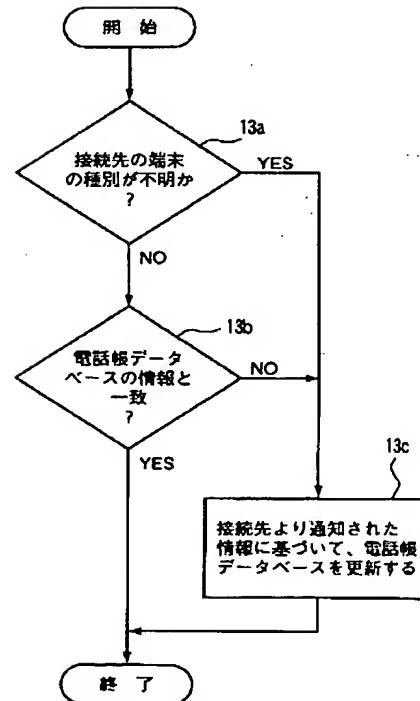 開 始
13a
接続先の端末
の種別が不明か
?
YES
NO
13b
電話帳データ
ベースの情報と
一致
?
NO
YES
13c
接続先より通知された
情報に基づいて、電話帳
データベースを更新する
終 了